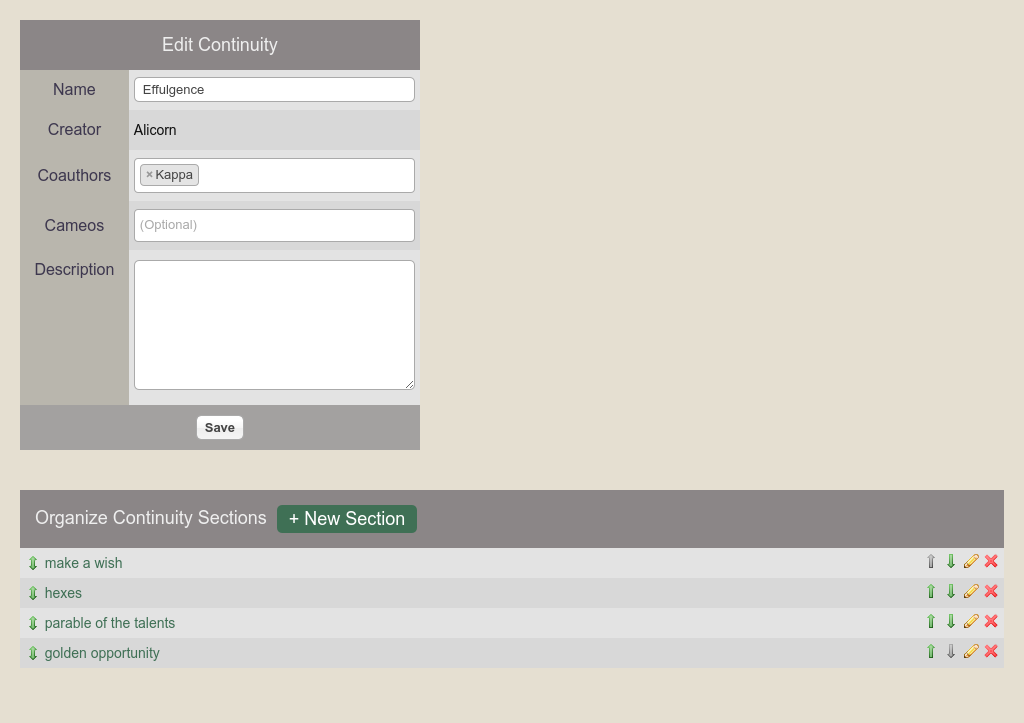 Edit Continuity
Name
Effulgence
Creator
Alicorn
Coauthors
×Kappa
Cameos
(Optional)
Description
Save
Organize Continuity Sections + New Section
make a wish
hexes
parable of the talents
golden opportunity